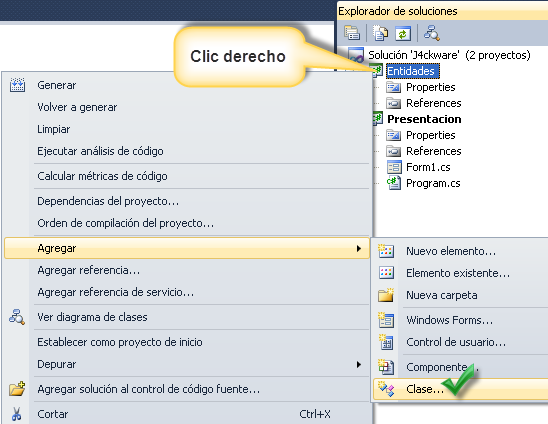 Explorador de soluciones
Solución 'J4ckware' (2 proyectos)
Entidades
Properties
References
Presentacion
Properties
References
Form1.cs
Program.cs
Clic derecho
Generar
Volver a generar
Limpiar
Ejecutar análisis de código
Calcular métricas de código
Dependencias del proyecto...
Orden de compilación del proyecto...
Agregar
Agregar referencia...
Agregar referencia de servicio...
Ver diagrama de clases
Establecer como proyecto de inicio
Depurar
Agregar solución al control de código fuente...
Cortar Ctrl+X
Nuevo elemento...
Elemento existente...
Nueva carpeta
Windows Forms...
Control de usuario...
Componente...
Clase...